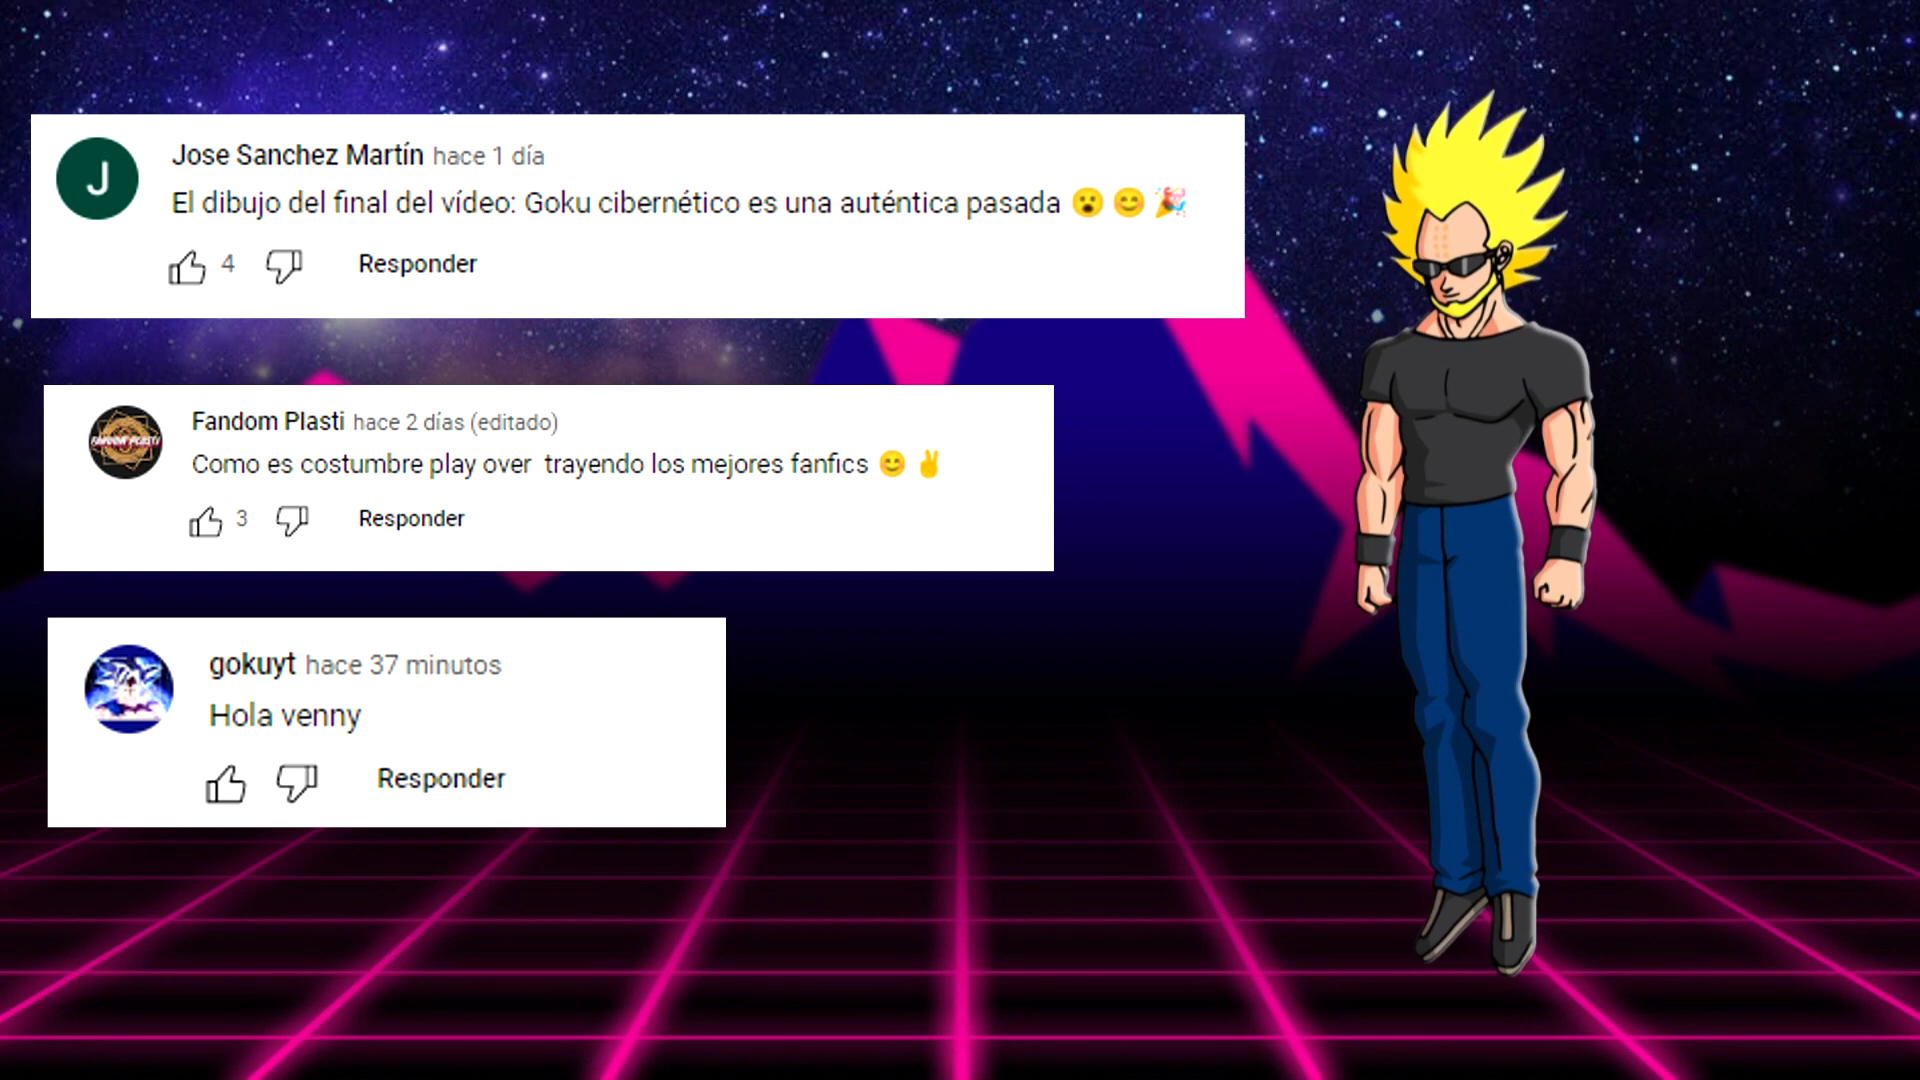 J
Jose Sanchez Martín hace 1 día
El dibujo del final del vídeo: Goku cibernético es una auténtica pasada 😮 😊 🎉
4 Responder
FANDOM PLASTI
Fandom Plasti hace 2 días (editado)
Como es costumbre play over trayendo los mejores fanfics 😊 ✌
3 Responder
gokuyt hace 37 minutos
Hola venny
Responder